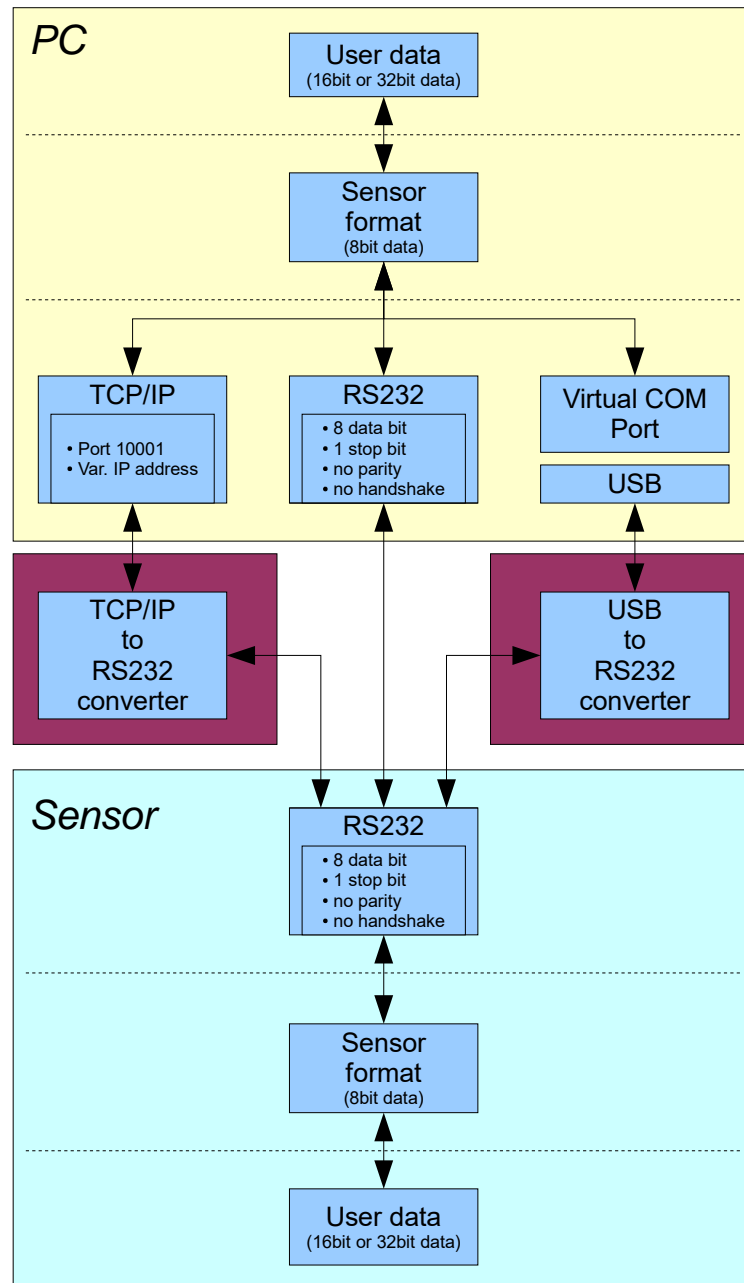 PC
User data
(16bit or 32bit data)
Sensor
format
(8bit data)
TCP/IP
• Port 10001
• Var. IP address
RS232
• 8 data bit
• 1 stop bit
• no parity
• no handshake
Virtual COM
Port
USB
TCP/IP
to
RS232
converter
USB
to
RS232
converter
Sensor
RS232
• 8 data bit
• 1 stop bit
• no parity
• no handshake
Sensor
format
(8bit data)
User data
(16bit or 32bit data)